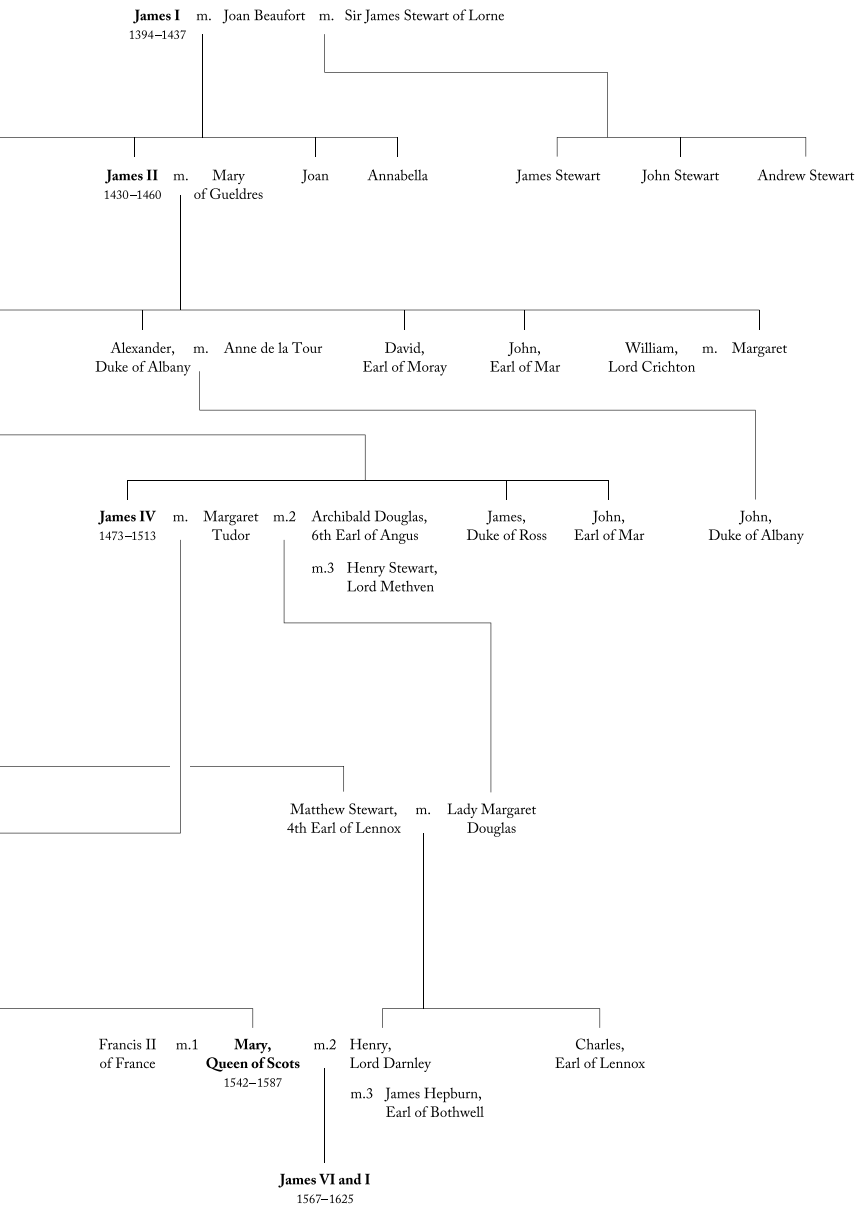 James I m. Joan Beaufort m. Sir James Stewart of Lorne
1394–1437
James II m. Mary Joan Annabella James Stewart John Stewart Andrew Stewart
1430–1460 of Gueldres
Alexander, m. Anne de la Tour David, John, William, m. Margaret
Duke of Albany Earl of Moray Earl of Mar Lord Crichton
James IV m. Margaret m.2 Archibald Douglas, James, John, John,
1473–1513 Tudor 6th Earl of Angus Duke of Ross Earl of Mar Duke of Albany
m.3 Henry Stewart,
Lord Methven
Matthew Stewart, m. Lady Margaret
4th Earl of Lennox Douglas
Francis II m.1 Mary, m.2 Henry, Charles,
of France Queen of Scots Lord Darnley Earl of Lennox
1542–1587
m.3 James Hepburn,
Earl of Bothwell
James VI and I
1567–1625